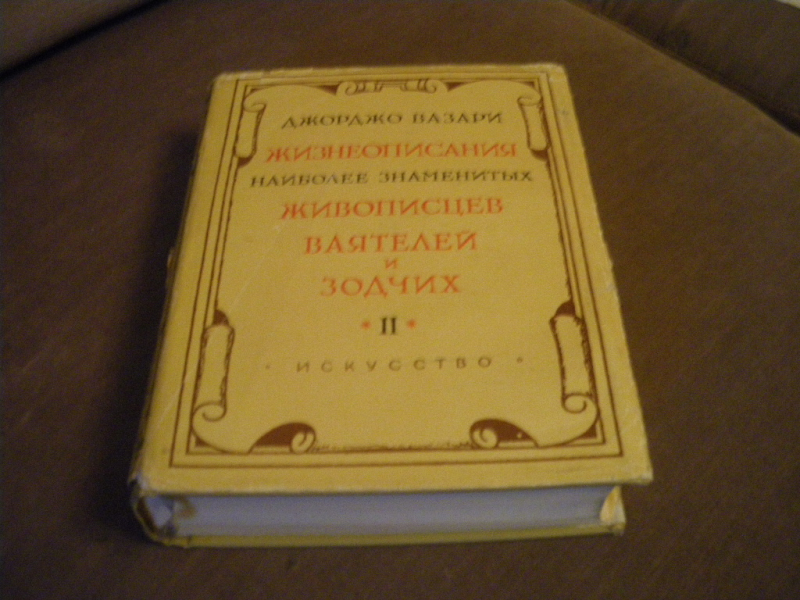 ДЖОРДЖО ВАЗАРИ
ЖИЗНЕОПИСАНИЯ
НАИБОЛЕЕ ЗНАМЕНИТЫХ
ЖИВОПИСЦЕВ
ВАЯТЕЛЕЙ
И
ЗОДЧИХ
* II *
• ИСКУССТВО •